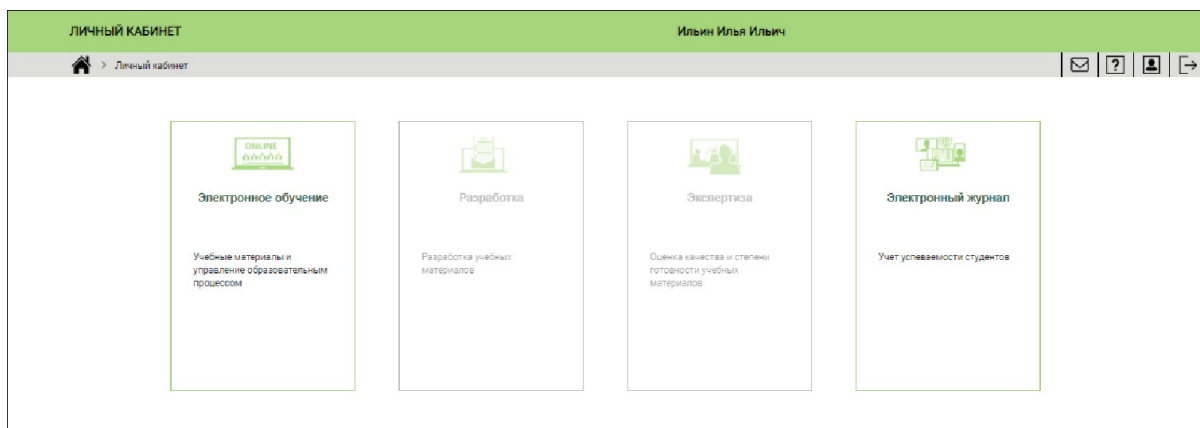 ЛИЧНЫЙ КАБИНЕТ
Ильин Илья Ильич
> Личный кабинет
?
ONLINE
Электронное обучение
Учебные материалы и
управление образовательным
процессом
Разработка
Разработка учебных
материалов
Экспертиза
Оценка качества и степени
готовности учебных
материалов
Электронный журнал
Учет успеваемости студентов